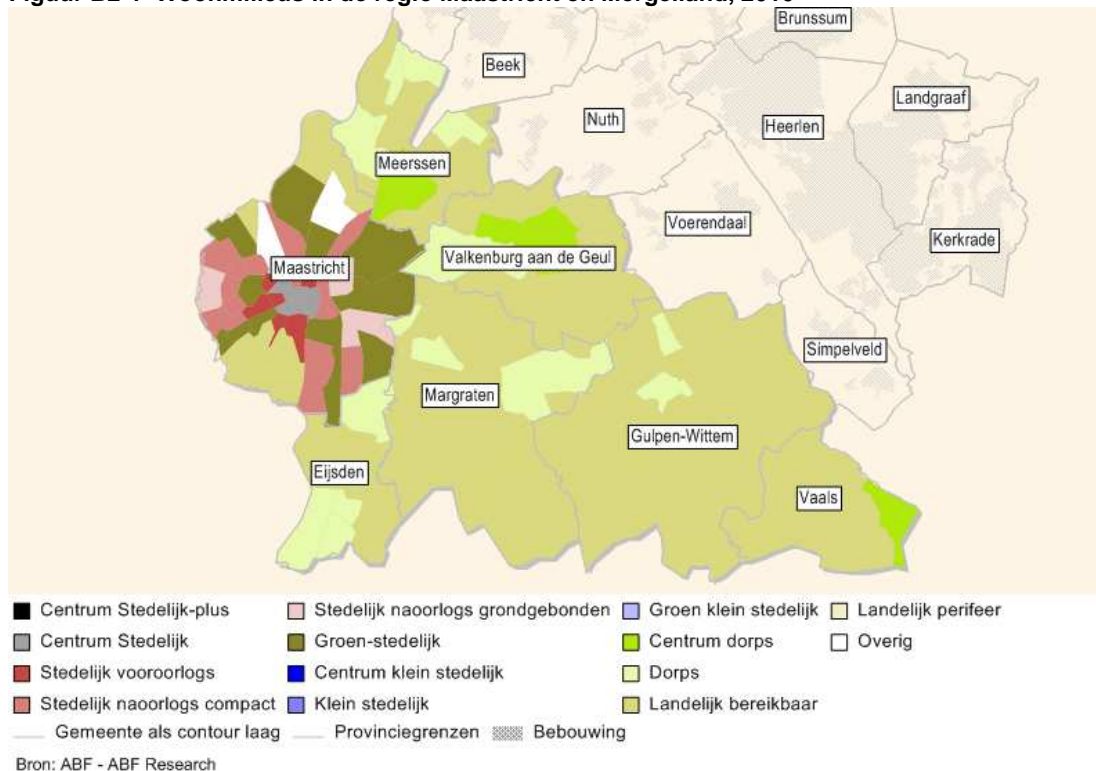 Brunssum
Beek
Landgraaf
Nuth
Heerlen
Meerssen
Voerendaal
Kerkrade
Valkenburg aan de Geul
Maastricht
Simpelveld
Margraten
Gulpen-Wittem
Eijsden
Vaals
Centrum Stedelijk-plus Stedelijk naoorlogs grondgebonden Groen klein stedelijk Landelijk perifeer
Centrum Stedelijk Groen-stedelijk Centrum dorps Overig
Stedelijk vooroorlogs Centrum klein stedelijk Dorps
Stedelijk naoorlogs compact Klein stedelijk Landelijk bereikbaar
Gemeente als contour laag Provinciegrenzen Bebouwing
Bron: ABF - ABF Research